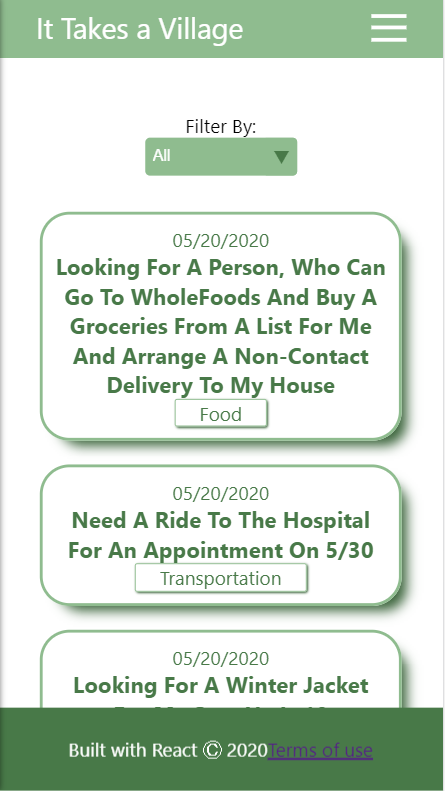 It Takes a Village
Filter By:
All
05/20/2020
Looking For A Person, Who Can
Go To WholeFoods And Buy A
Groceries From A List For Me
And Arrange A Non-Contact
Delivery To My House
Food
05/20/2020
Need A Ride To The Hospital
For An Appointment On 5/30
Transportation
05/20/2020
Looking For A Winter Jacket
Built with React © 2020Terms of use